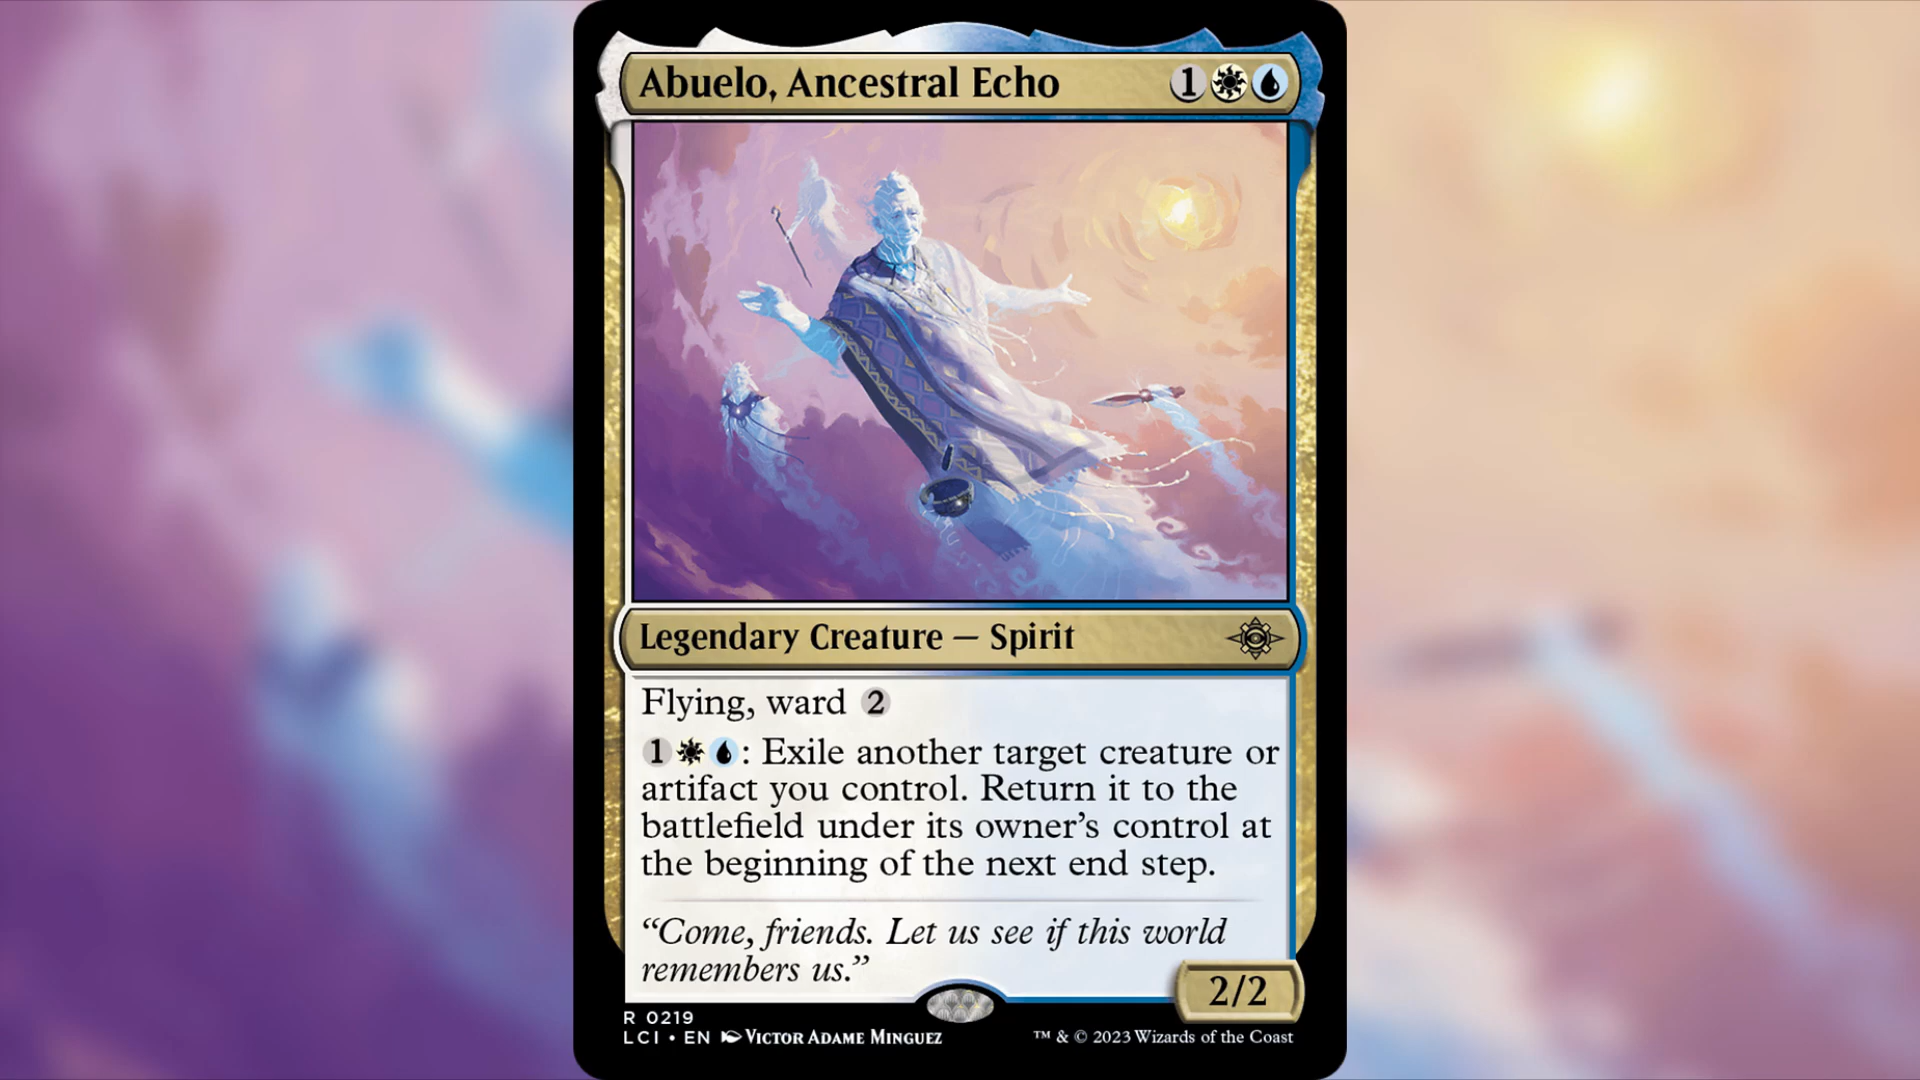 Abuelo, Ancestral Echo 1
Legendary Creature — Spirit
Flying, ward 2
1 : Exile another target creature or
artifact you control. Return it to the
battlefield under its owner’s control at
the beginning of the next end step.
“Come, friends. Let us see if this world
remembers us.”
2/2
R 0219
LCI • EN VICTOR ADAME MINGUEZ
™ & © 2023 Wizards of the Coast